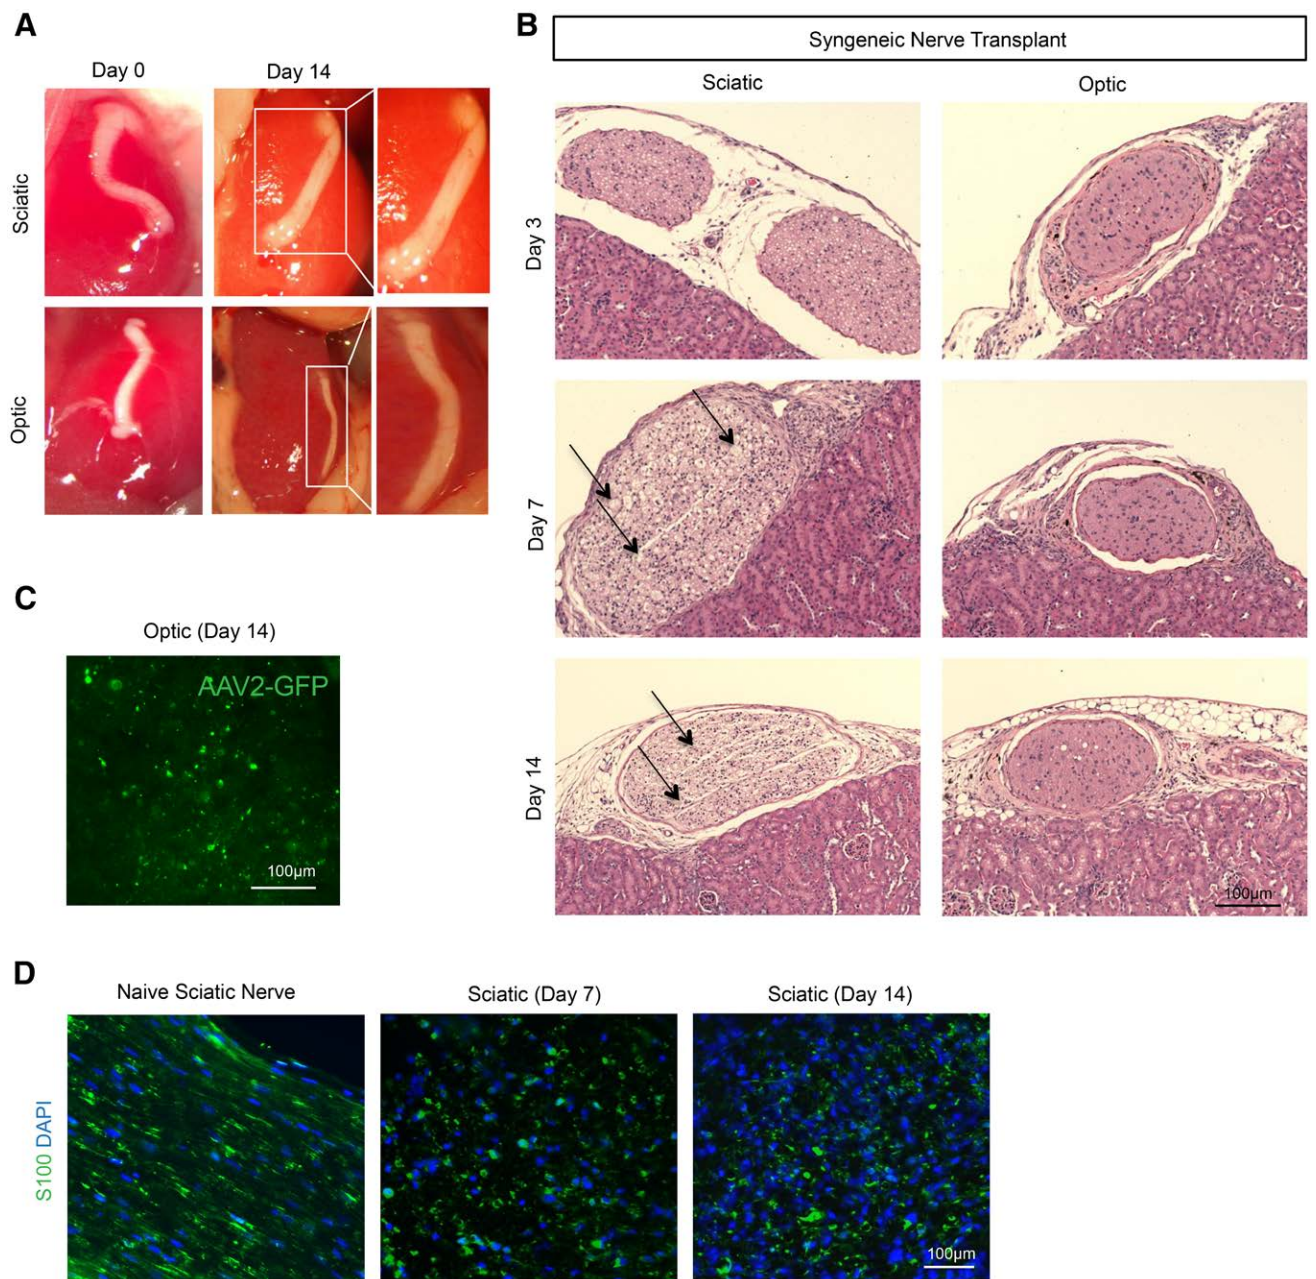 A
Day 0
Day 14
Sciatic
Optic
B
Syngeneic Nerve Transplant
Sciatic
Optic
Day 3
Day 7
Day 14
100µm
C
Optic (Day 14)
AAV2-GFP
100µm
D
Naive Sciatic Nerve
Sciatic (Day 7)
Sciatic (Day 14)
S100 DAPI
100µm